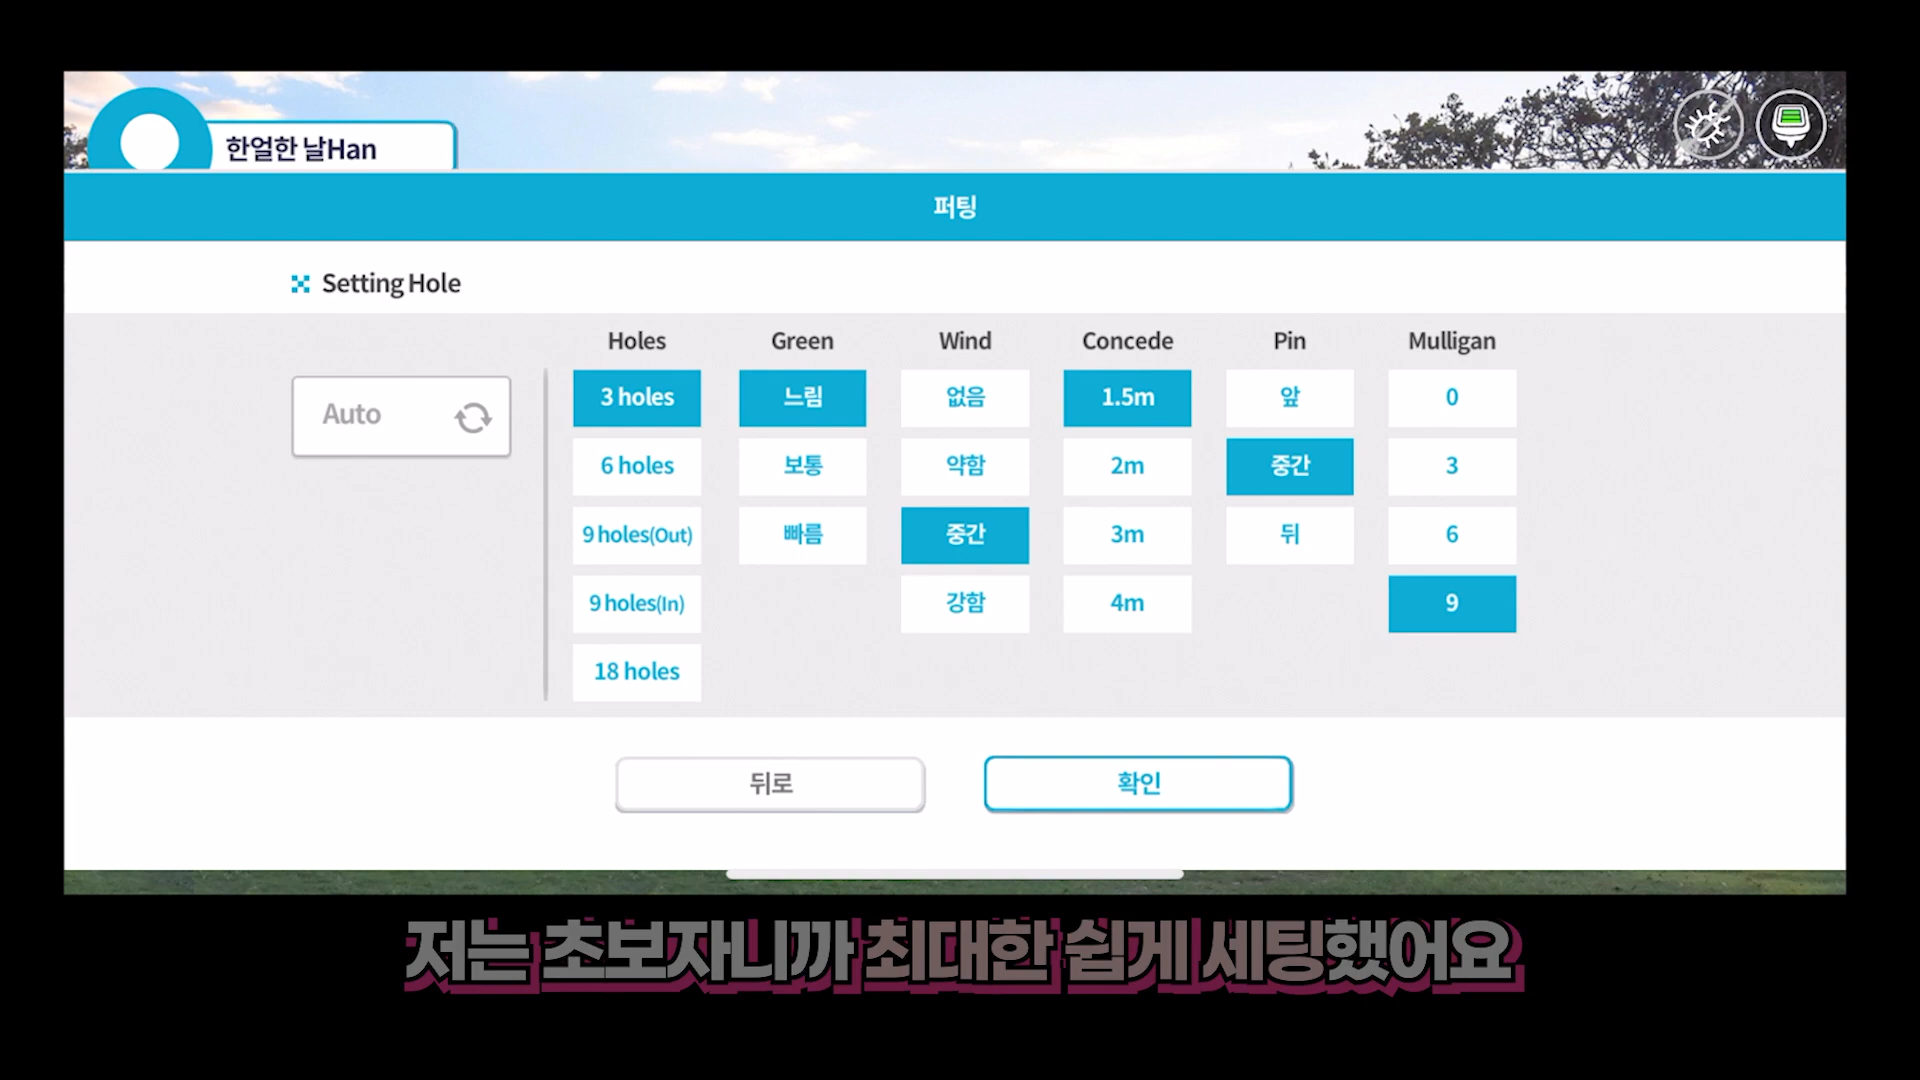 한얼한 날Han
퍼팅
Setting Hole
Auto
Holes Green Wind Concede Pin Mulligan
3 holes 느림 없음 1.5m 앞 0
6 holes 보통 약함 2m 중간 3
9 holes(Out) 빠름 중간 3m 뒤 6
9 holes(In) 강함 4m 9
18 holes
뒤로 확인
저는 초보자니까 최대한 쉽게 세팅했어요